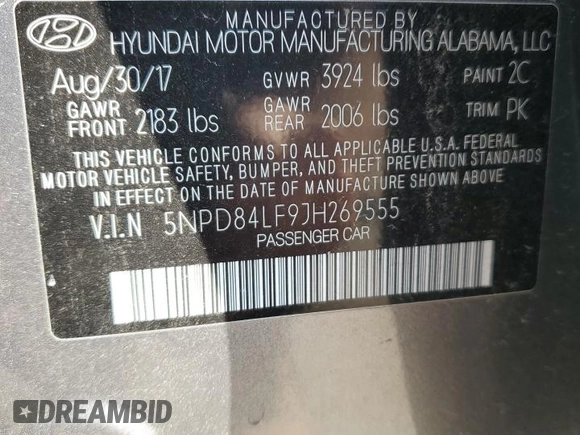 MANUFACTURED BY
HYUNDAI MOTOR MANUFACTURING ALABAMA, LLC
Aug/30/17 GVWR 3924 lbs PAINT 2C
GAWR FRONT 2183 lbs GAWR REAR 2006 lbs TRIM PK
THIS VEHICLE CONFORMS TO ALL APPLICABLE U.S.A. FEDERAL
MOTOR VEHICLE SAFETY, BUMPER, AND THEFT PREVENTION STANDARDS
IN EFFECT ON THE DATE OF MANUFACTURE SHOWN ABOVE.
V.I.N 5NPD84LF9JH269555
PASSENGER CAR
DREAMBID